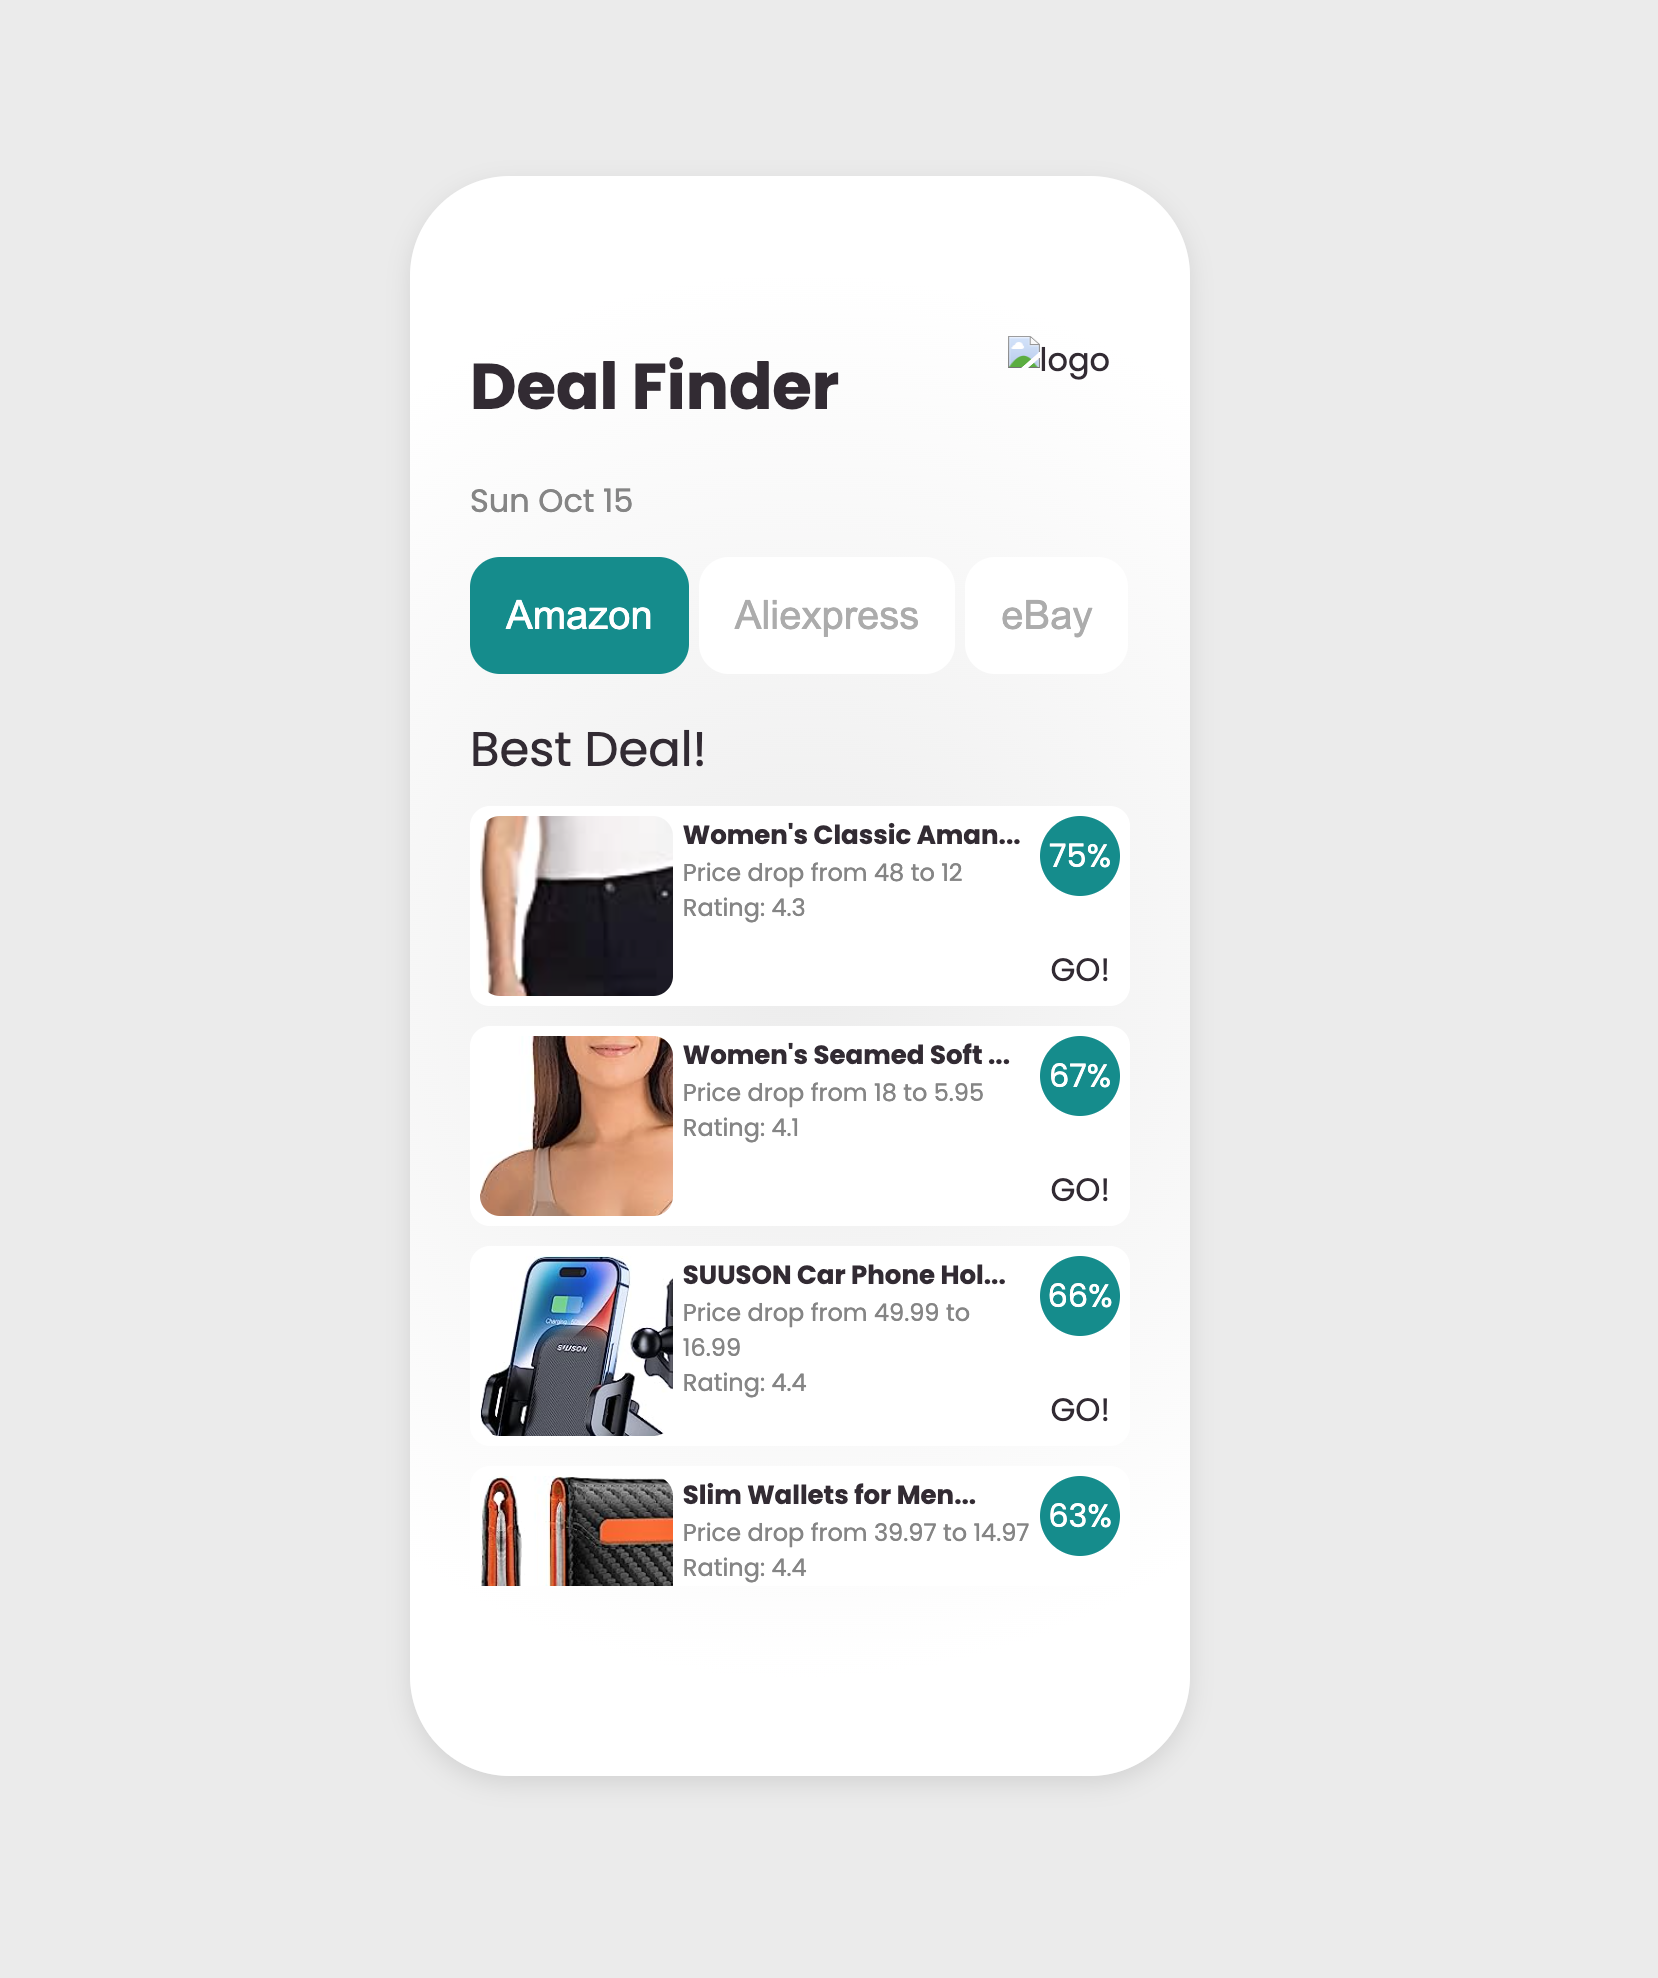 Deal Finder
logo
Sun Oct 15
Amazon
Aliexpress
eBay
Best Deal!
Women's Classic Aman...
75%
Price drop from 48 to 12
Rating: 4.3
GO!
Women's Seamed Soft ...
67%
Price drop from 18 to 5.95
Rating: 4.1
GO!
SUUSON Car Phone Hol...
66%
Price drop from 49.99 to
16.99
Rating: 4.4
GO!
SUUSON
Slim Wallets for Men...
63%
Price drop from 39.97 to 14.97
Rating: 4.4